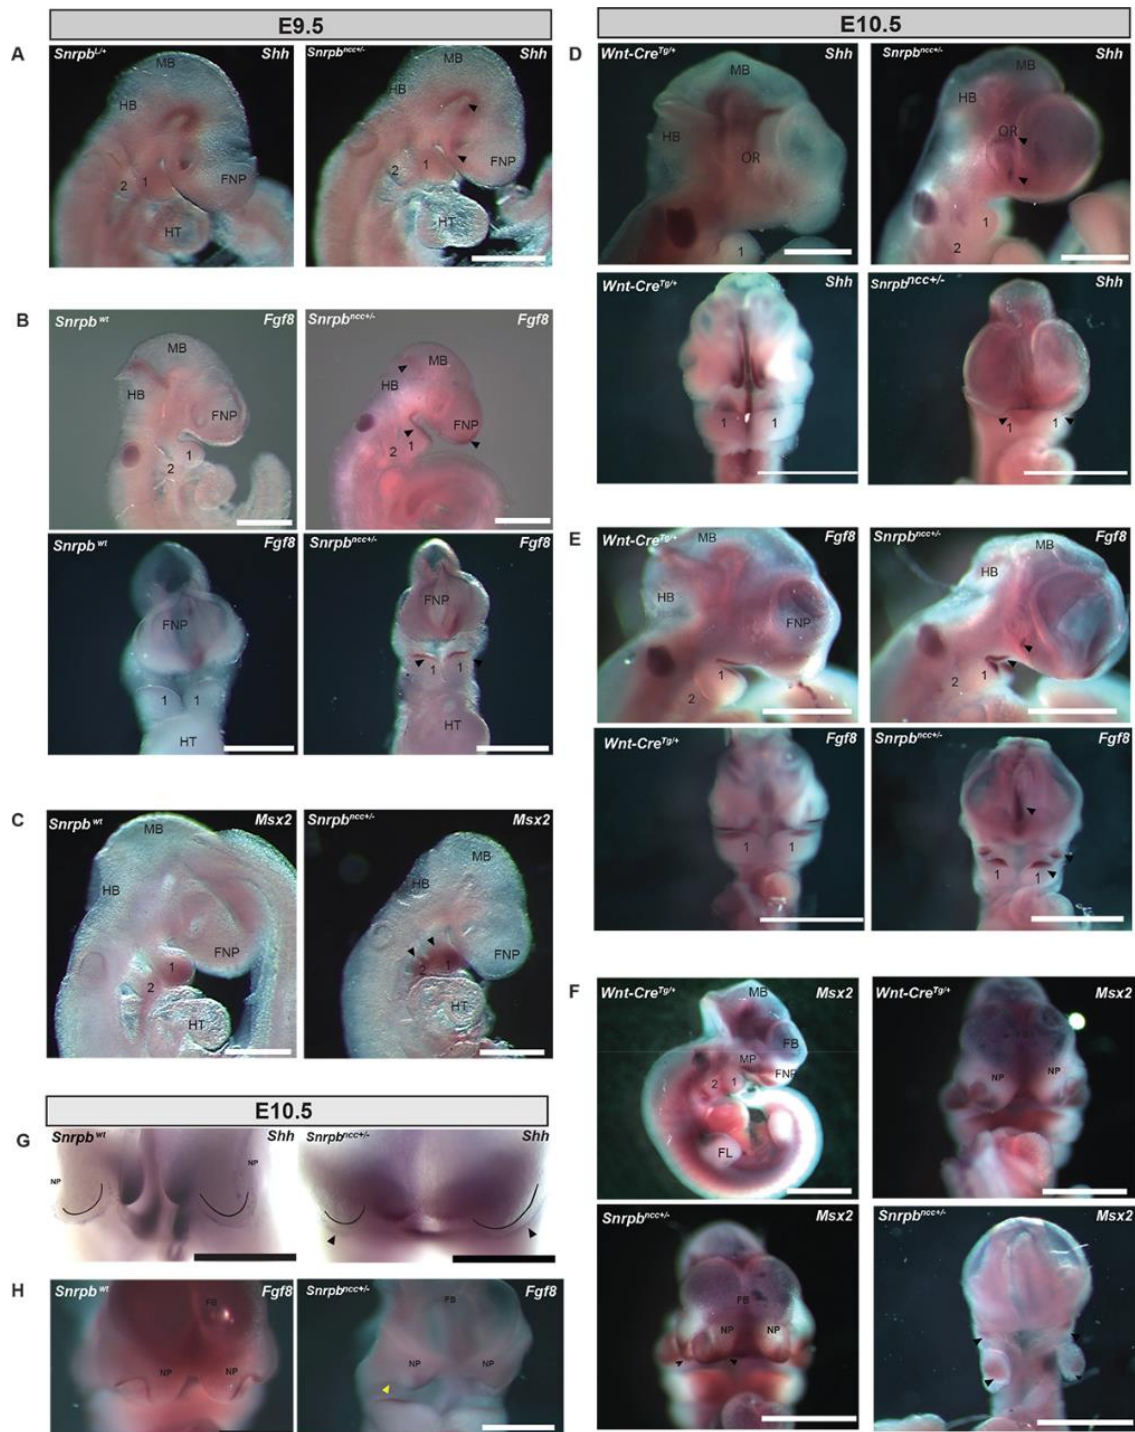 E9.5
A
Snrpb^L/+ Shh
MB
HB
2 1
FNP
HT
Snrpb^ncc+/- Shh
MB
HB
2 1
FNP
HT
B
Snrpb^wt Fgf8
MB
HB
FNP
1
2
Snrpb^ncc+/- Fgf8
MB
HB
FNP
1
2
Snrpb^wt Fgf8
FNP
1 1
HT
Snrpb^ncc+/- Fgf8
FNP
1 1
HT
C
Snrpb^wt Msx2
MB
HB
FNP
1
2
HT
Snrpb^ncc+/- Msx2
MB
HB
FNP
2 1
HT
E10.5
G
Snrpb^wt Shh
NP
NP
Snrpb^ncc+/- Shh
H
Snrpb^wt Fgf8
FB
NP NP
Snrpb^ncc+/- Fgf8
FB
NP NP
E10.5
D
Wnt-Cre^Tg/+ Shh
MB
HB
OR
1
Snrpb^ncc+/-
MB
HB
OR
1
2
Wnt-Cre^Tg/+ Shh
1 1
Snrpb^ncc+/- Shh
1 1
E
Wnt-Cre^Tg/+ Fgf8
MB
HB
FNP
1
2
Snrpb^ncc+/- Fgf8
MB
HB
1
2
Wnt-Cre^Tg/+ Fgf8
1 1
Snrpb^ncc+/- Fgf8
1 1
F
Wnt-Cre^Tg/+ Msx2
MB
FB
MP
FNP
2 1
FL
Wnt-Cre^Tg/+ Msx2
NP NP
Snrpb^ncc+/- Msx2
FB
NP NP
Snrpb^ncc+/- Msx2